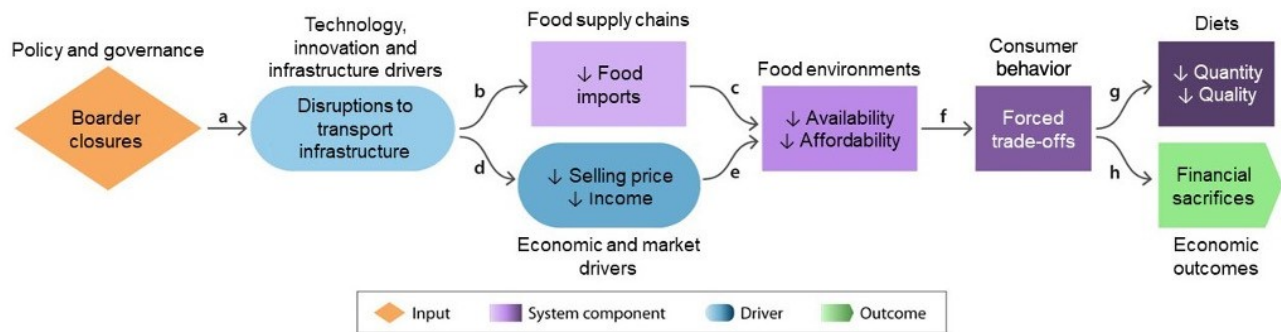 Policy and governance
Boarder
closures
a
Technology,
innovation and
infrastructure drivers
Disruptions to
transport
infrastructure
b
d
Food supply chains
↓ Food
imports
↓ Selling price
↓ Income
Economic and market
drivers
c
e
Food environments
↓ Availability
↓ Affordability
f
Consumer
behavior
Forced
trade-offs
g
h
Diets
↓ Quantity
↓ Quality
Financial
sacrifices
Economic
outcomes
Input
System component
Driver
Outcome